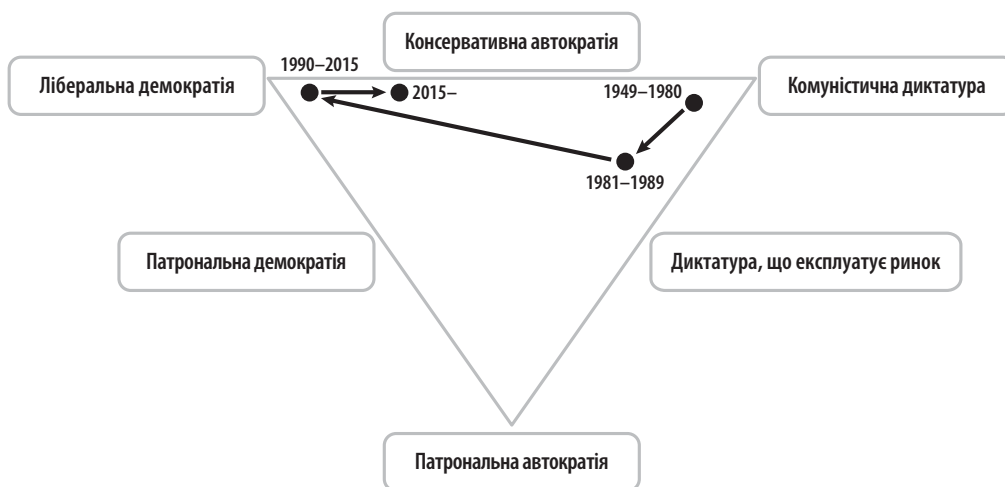 Консервативна автократія
Ліберальна демократія
1990–2015
2015–
1949–1980
Комуністична диктатура
1981–1989
Патрональна демократія
Диктатура, що експлуатує ринок
Патрональна автократія